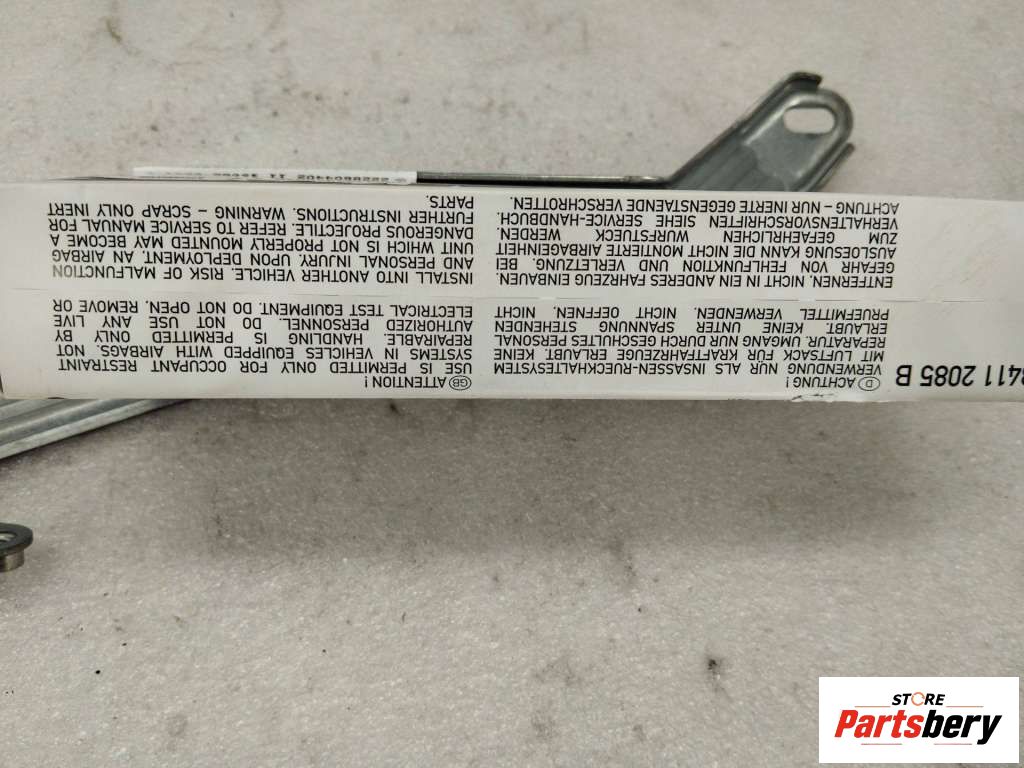 411 2085 B
D ACHTUNG !
VERWENDUNG NUR ALS INSASSEN-RUECKHALTESYSTEM
MIT LUFTSACK FÜR KRAFTFAHRZEUGE ERLAUBT. KEINE
REPARATUR. UMGANG NUR DURCH GESCHULTES PERSONAL
ERLAUBT. KEINE UNTER SPANNUNG STEHENDEN
PRUEFMITTEL VERWENDEN. NICHT OEFFNEN, NICHT
ENTFERNEN, NICHT IN EIN ANDERES FAHRZEUG EINBAUEN.
GEFAHR VON FEHLFUNKTION UND VERLETZUNG. BEI
AUSLOESUNG KANN DIE NICHT MONTIERTE AIRBAGEINHEIT
ZUM GEFAEHRLICHEN WURFSTUECK WERDEN.
VERHALTENSVORSCHRIFTEN SIEHE SERVICE-HANDBUCH.
ACHTUNG – NUR INERTE GEGENSTAENDE VERSCHROTTEN.
GB ATTENTION !
USE IS PERMITTED ONLY FOR OCCUPANT RESTRAINT
SYSTEMS IN VEHICLES EQUIPPED WITH AIRBAGS. NOT
REPAIRABLE. HANDLING IS PERMITTED ONLY BY
AUTHORIZED PERSONNEL. DO NOT USE ANY LIVE
ELECTRICAL TEST EQUIPMENT. DO NOT OPEN. REMOVE OR
INSTALL INTO ANOTHER VEHICLE. RISK OF MALFUNCTION
AND PERSONAL INJURY. UPON DEPLOYMENT, AN AIRBAG
UNIT WHICH IS NOT PROPERLY MOUNTED MAY BECOME A
DANGEROUS PROJECTILE. REFER TO SERVICE MANUAL FOR
FURTHER INSTRUCTIONS. WARNING – SCRAP ONLY INERT
PARTS.
STORE
Partsbery